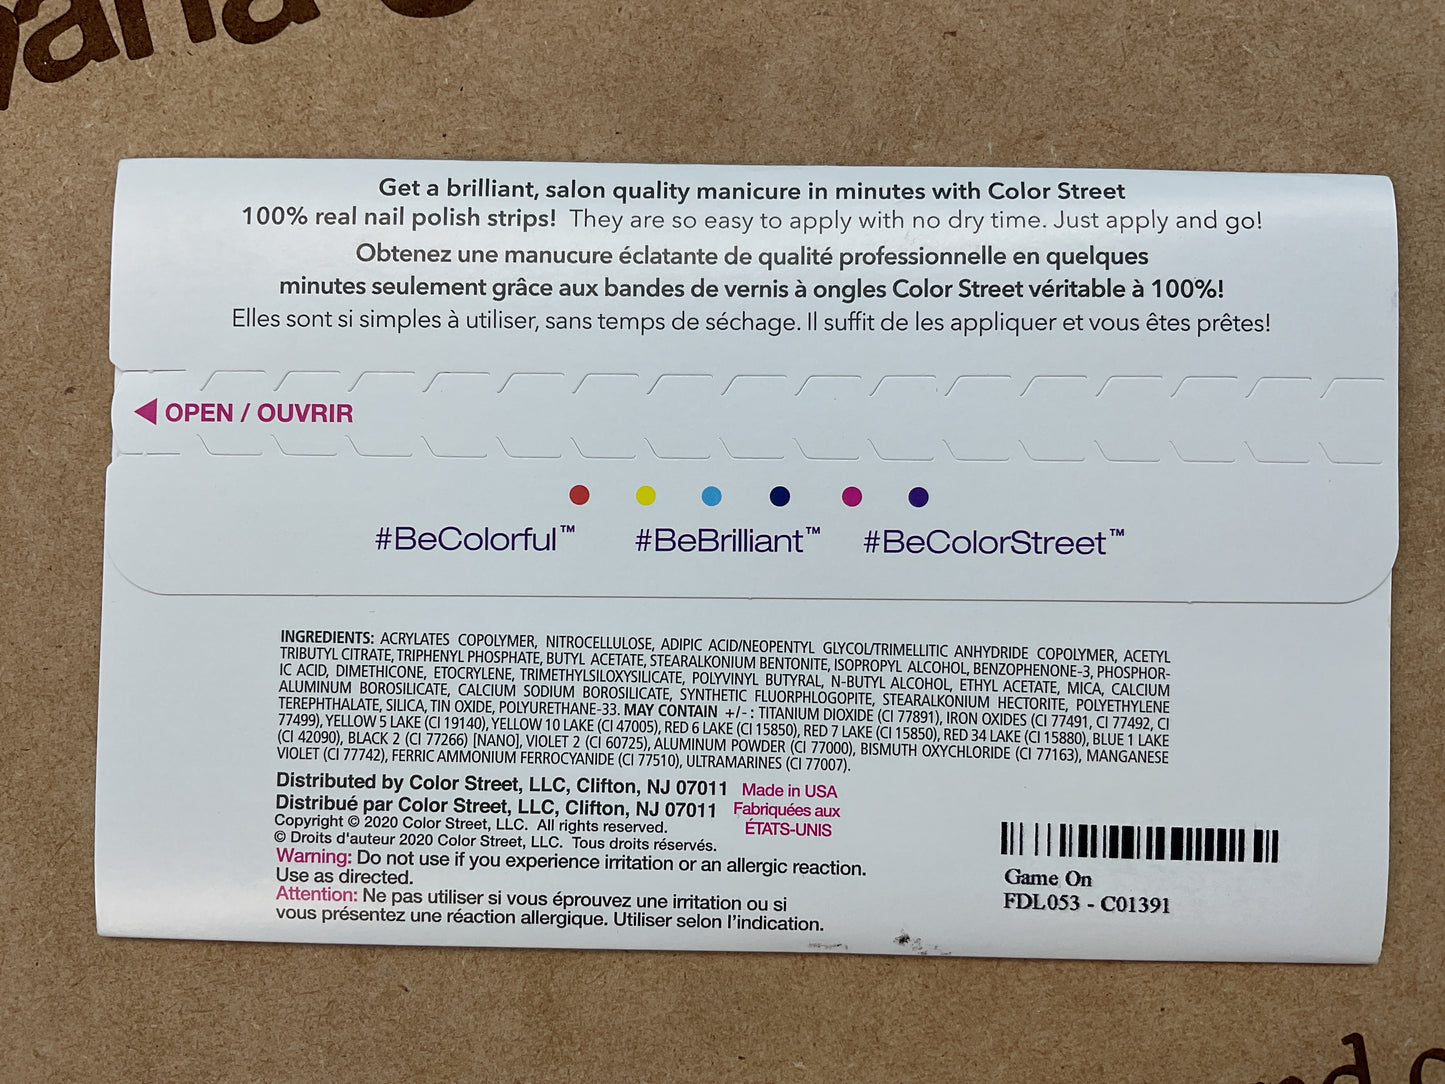 Get a brilliant, salon quality manicure in minutes with Color Street
100% real nail polish strips! They are so easy to apply with no dry time. Just apply and go!
Obtenez une manucure éclatante de qualité professionnelle en quelques
minutes seulement grâce aux bandes de vernis à ongles Color Street véritable à 100%!
Elles sont si simples à utiliser, sans temps de séchage. Il suffit de les appliquer et vous êtes prêtes!
OPEN / OUVRIR
#BeColorful™ #BeBrilliant™ #BeColorStreet™
INGREDIENTS: ACRYLATES COPOLYMER, NITROCELLULOSE, ADIPIC ACID/NEOPENTYL GLYCOL/TRIMELLITIC ANHYDRIDE COPOLYMER, ACETYL
TRIBUTYL CITRATE, TRIPHENYL PHOSPHATE, BUTYL ACETATE, STEARALKONIUM BENTONITE, ISOPROPYL ALCOHOL, BENZOPHENONE-3, PHOSPHOR-
IC ACID, DIMETHICONE, ETOCRYLENE, TRIMETHYLSILOXYSILICATE, POLYVINYL BUTYRAL, N-BUTYL ALCOHOL, ETHYL ACETATE, MICA, CALCIUM
ALUMINUM BOROSILICATE, CALCIUM SODIUM BOROSILICATE, SYNTHETIC FLUORPHLOGOPITE, STEARALKONIUM HECTORITE, POLYETHYLENE
TEREPHTHALATE, SILICA, TIN OXIDE, POLYURETHANE-33. MAY CONTAIN +/- : TITANIUM DIOXIDE (CI 77891), IRON OXIDES (CI 77491, CI 77492, CI
77499), YELLOW 5 LAKE (CI 19140), YELLOW 10 LAKE (CI 47005), RED 6 LAKE (CI 15850), RED 7 LAKE (CI 15850), RED 34 LAKE (CI 15880), BLUE 1 LAKE
(CI 42090), BLACK 2 (CI 77266) [NANO], VIOLET 2 (CI 60725), ALUMINUM POWDER (CI 77000), BISMUTH OXYCHLORIDE (CI 77163), MANGANESE
VIOLET (CI 77742), FERRIC AMMONIUM FERROCYANIDE (CI 77510), ULTRAMARINES (CI 77007).
Distributed by Color Street, LLC, Clifton, NJ 07011
Distribué par Color Street, LLC, Clifton, NJ 07011
Made in USA
Fabriquées aux
ÉTATS-UNIS
Copyright © 2020 Color Street, LLC. All rights reserved.
© Droits d'auteur 2020 Color Street, LLC. Tous droits réservés.
Warning: Do not use if you experience irritation or an allergic reaction.
Use as directed.
Attention: Ne pas utiliser si vous éprouvez une irritation ou si
vous présentez une réaction allergique. Utiliser selon l'indication.
Game On
FDL053 - C01391